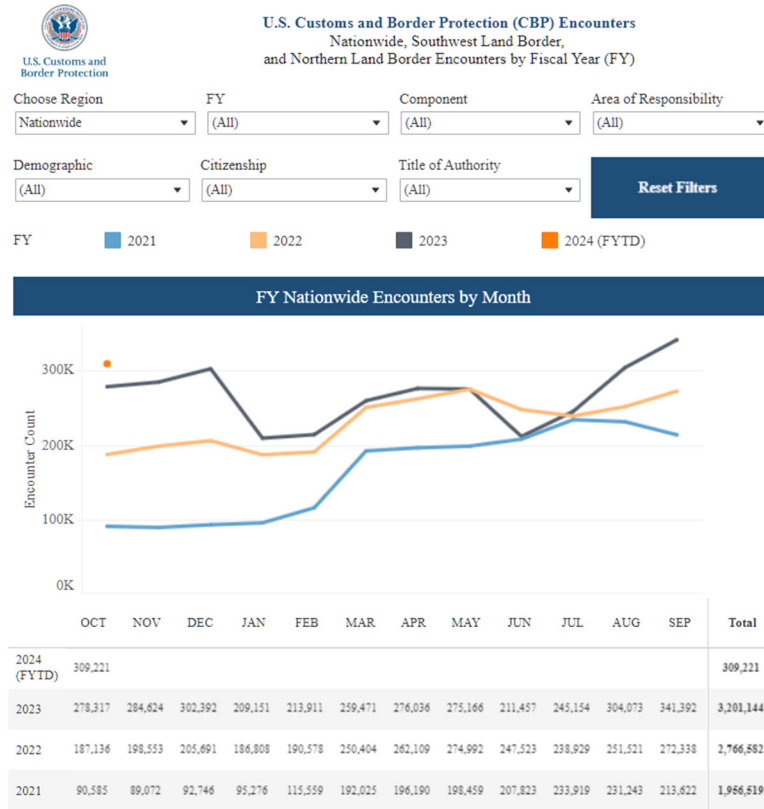 U.S. Customs and Border Protection (CBP) Encounters
Nationwide, Southwest Land Border,
and Northern Land Border Encounters by Fiscal Year (FY)
U.S. Customs and
Border Protection
Choose Region FY Component Area of Responsibility
Nationwide (All) (All) (All)
Demographic Citizenship Title of Authority
(All) (All) (All)
Reset Filters
FY 2021 2022 2023 2024 (FYTD)
FY Nationwide Encounters by Month
Encounter Count
300K
200K
100K
0K
OCT NOV DEC JAN FEB MAR APR MAY JUN JUL AUG SEP Total
2024
(FYTD) 309,221 309,221
2023 278,317 284,624 302,392 209,151 213,911 259,471 276,036 275,166 211,457 245,154 304,073 341,392 3,201,144
2022 187,136 198,553 205,691 186,808 190,578 250,404 262,109 274,992 247,523 238,929 251,521 272,338 2,766,582
2021 90,585 89,072 92,746 95,276 115,559 192,025 196,190 198,459 207,823 233,919 231,243 213,622 1,956,519